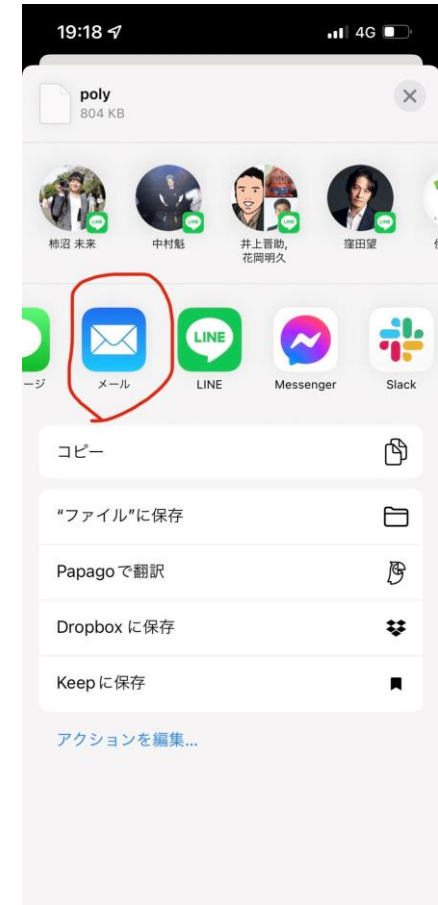 19:18
4G
poly
804 KB
柿沼 未来
中村魁
井上晋助,
花岡明久
窪田望
ージ
メール
LINE
LINE
Messenger
Slack
コピー
“ファイル”に保存
Papagoで翻訳
Dropbox に保存
Keepに保存
アクションを編集...